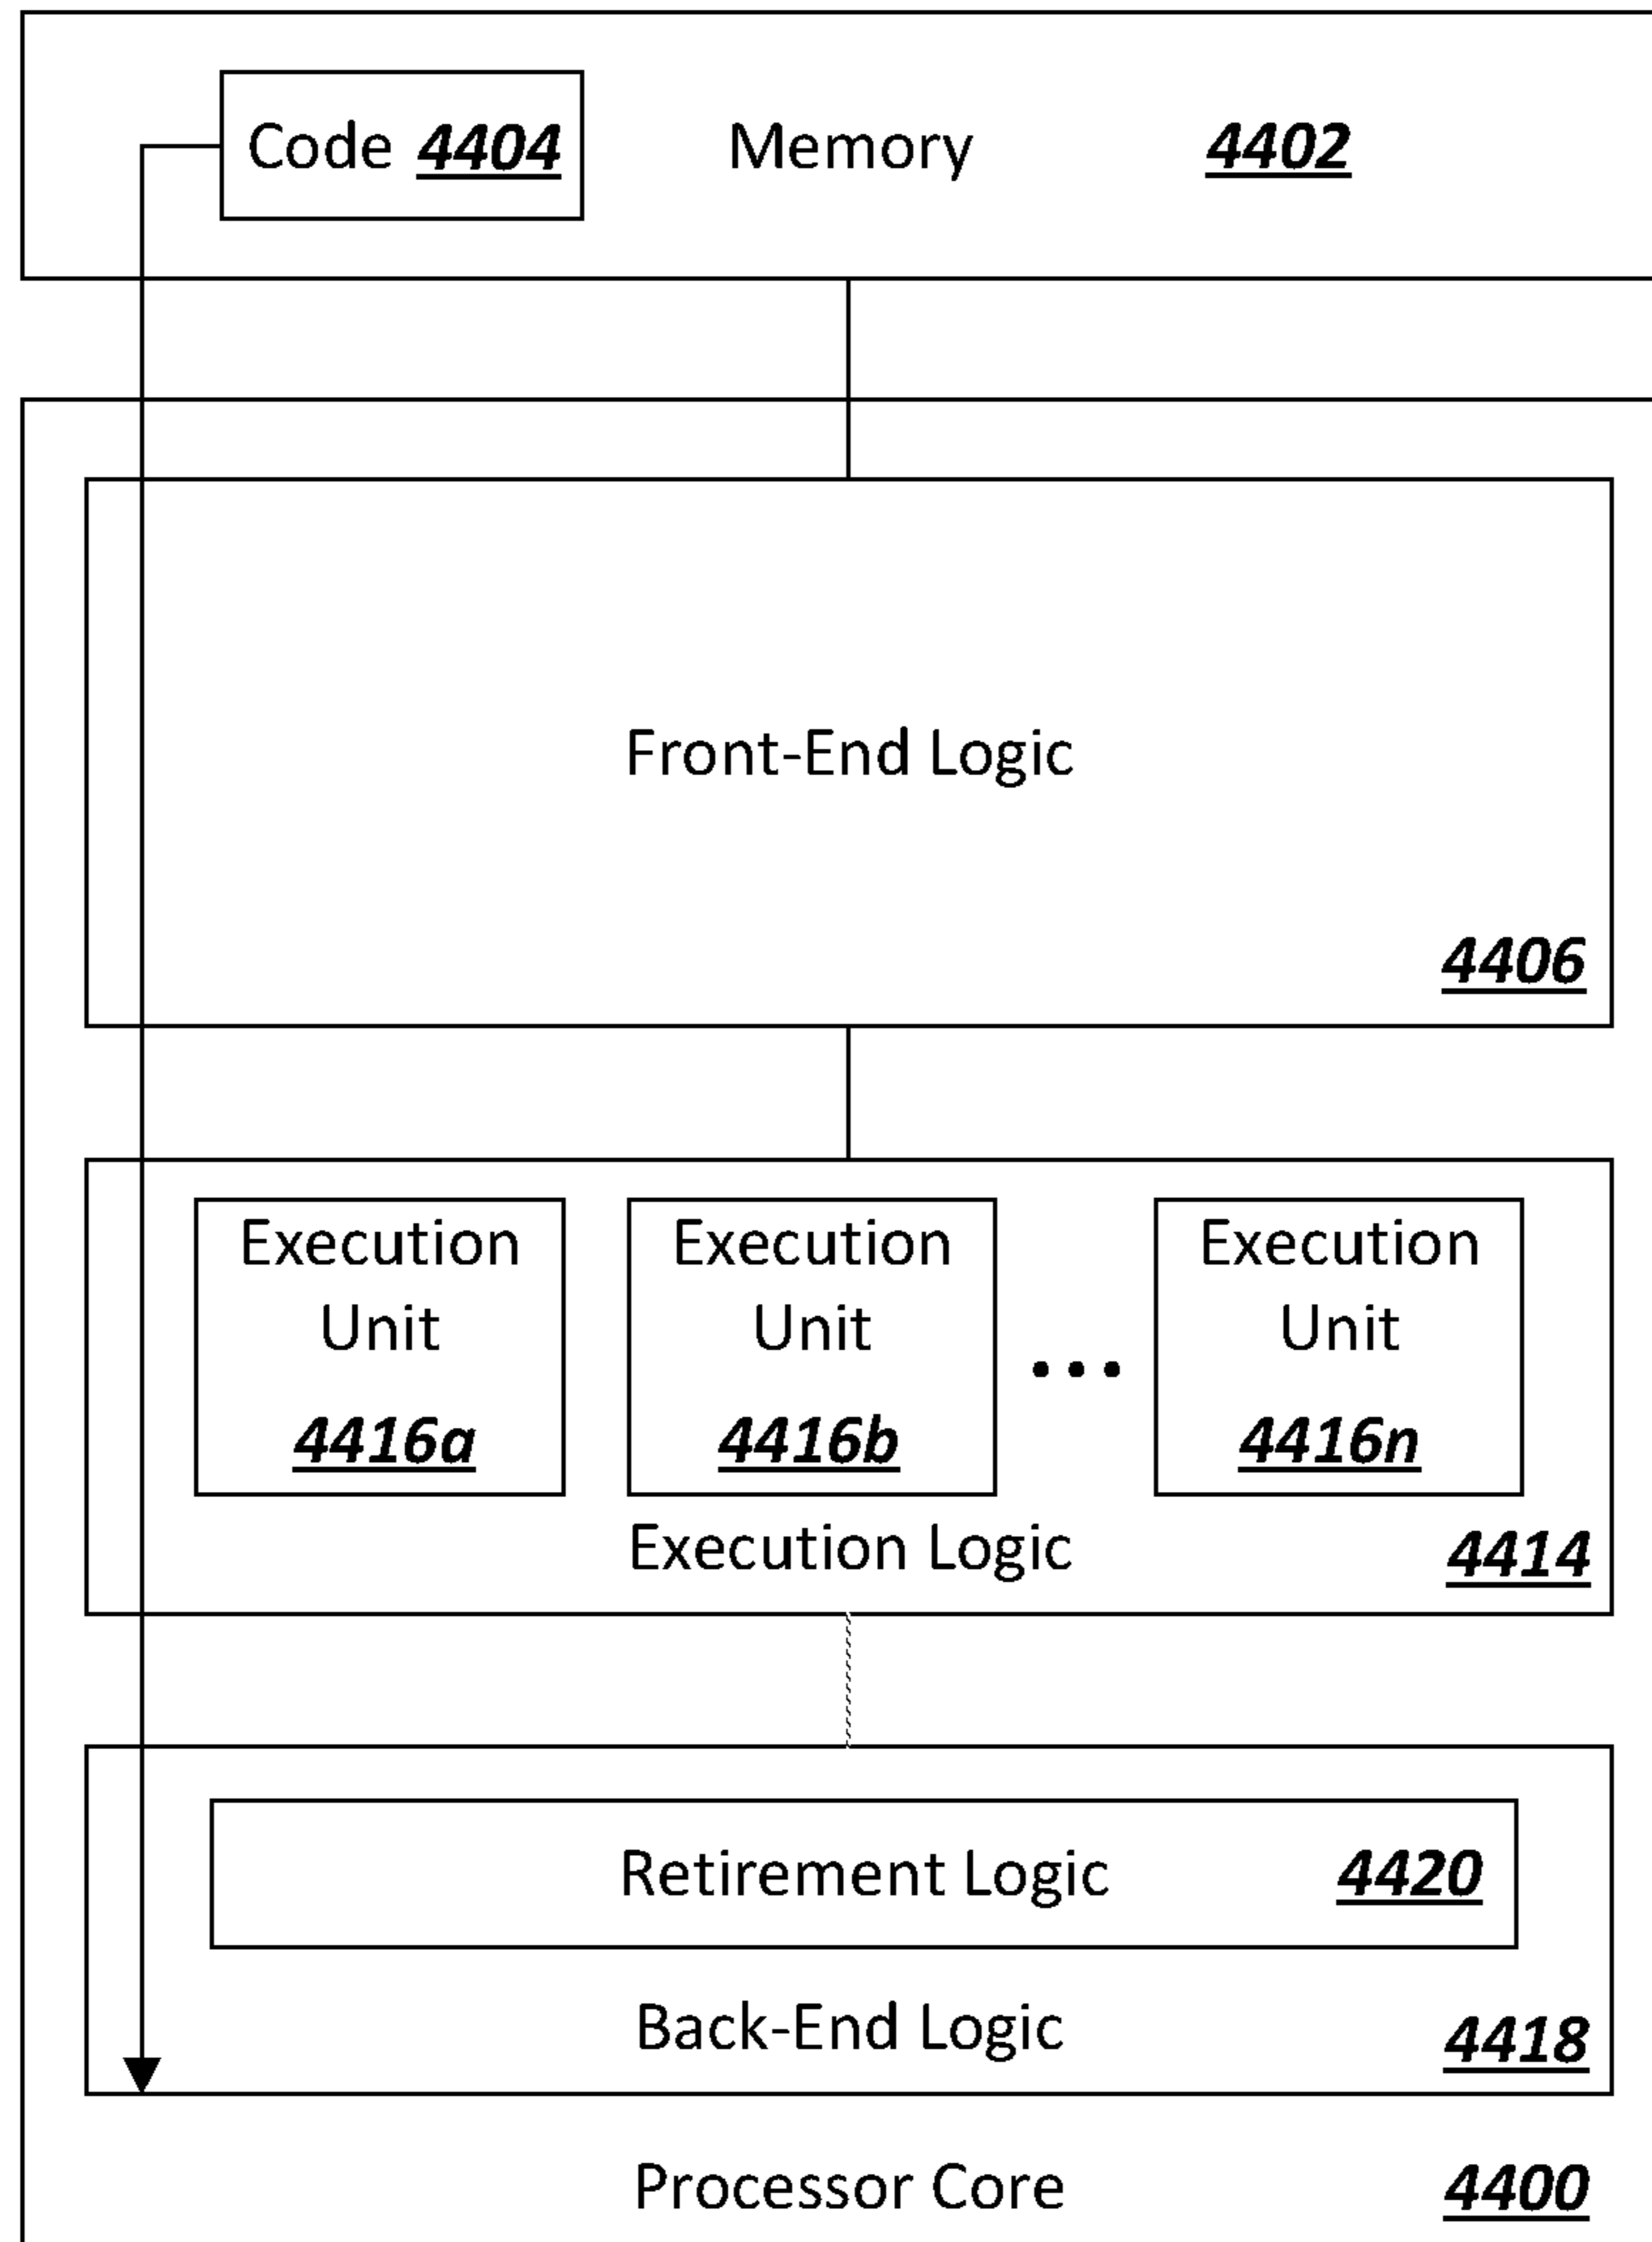 Code 4404 Memory 4402
Front-End Logic
4406
Execution Execution Execution
Unit Unit Unit
4416a 4416b ... 4416n
Execution Logic 4414
Retirement Logic 4420
Back-End Logic 4418
Processor Core 4400